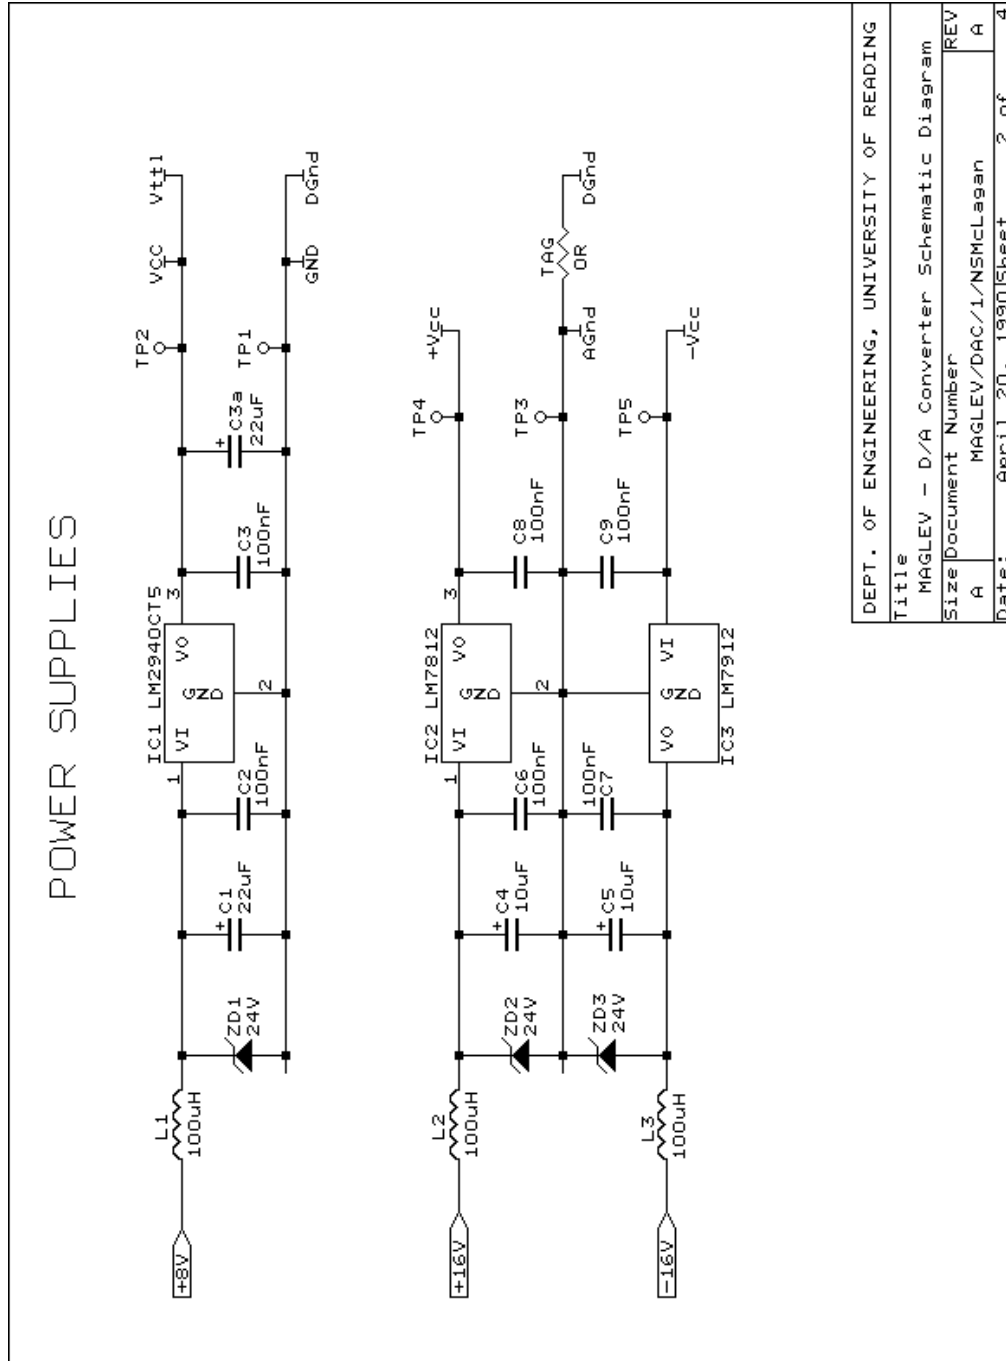 POWER SUPPLIES
+8V
L1
100uH
ZD1
24V
C1
+
22uF
C2
100nF
IC1 LM2940CT5
1
VI
VO
3
GND
2
C3
100nF
C3a
+
22uF
TP2
TP1
VCC
Vttl
GND
DGnd
+16V
L2
100uH
ZD2
24V
C4
+
10uF
C6
100nF
IC2 LM7812
1
VI
VO
3
GND
2
C8
100nF
TP4
+Vcc
TP3
AGnd
TAG
0R
DGnd
-16V
L3
100uH
ZD3
24V
C5
+
10uF
100nF
C7
GND
VO
VI
IC3 LM7912
C9
100nF
TP5
-Vcc
DEPT. OF ENGINEERING, UNIVERSITY OF READING
Title
MAGLEV - D/A Converter Schematic Diagram
Size Document Number REV
A MAGLEV/DAC/1/NSMcLagan A
Date: April 20, 1990 Sheet 2 of 4